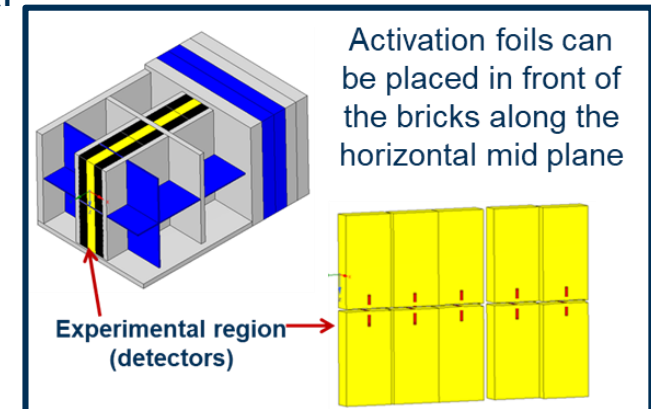 Activation foils can
be placed in front of
the bricks along the
horizontal mid plane
Experimental region
(detectors)